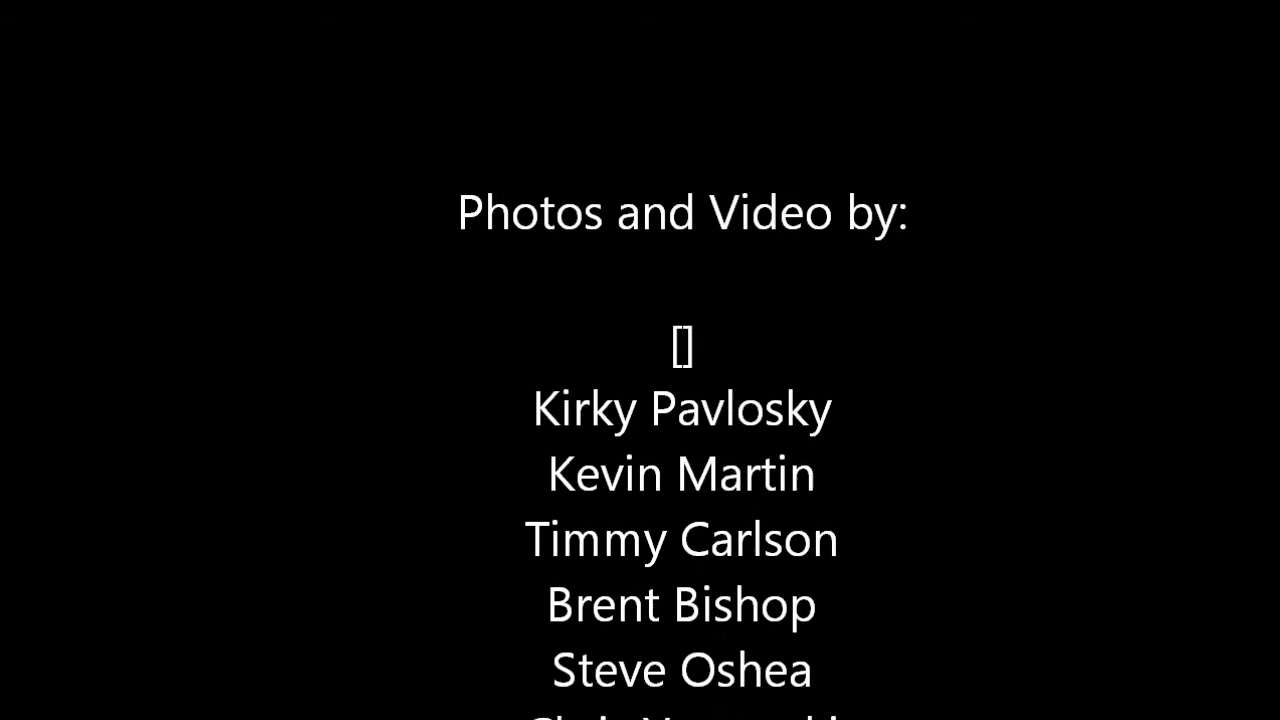 Photos and Video by:
[]
Kirky Pavlosky
Kevin Martin
Timmy Carlson
Brent Bishop
Steve Oshea